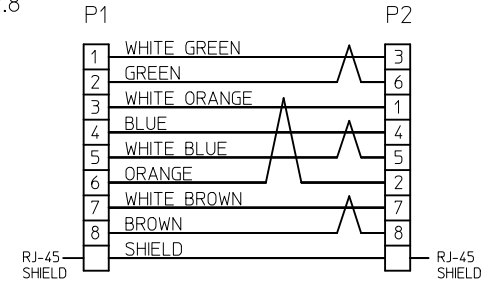 .8
P1 P2
1 WHITE GREEN 3
2 GREEN 6
3 WHITE ORANGE 1
4 BLUE 4
5 WHITE BLUE 5
6 ORANGE 2
7 WHITE BROWN 7
8 BROWN 8
SHIELD
RJ-45 RJ-45
SHIELD SHIELD